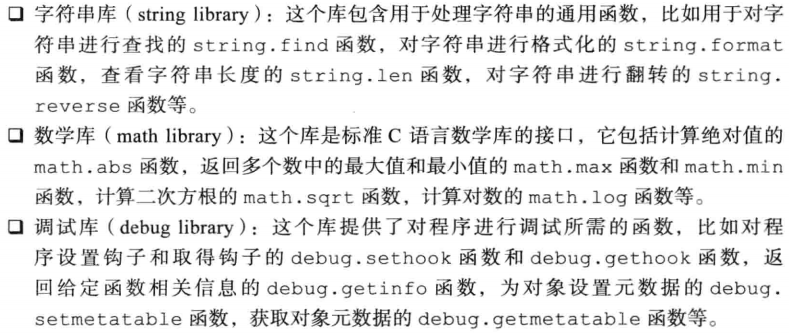 ❑ 字符串库（string library）：这个库包含用于处理字符串的通用函数，比如用于对字
符串进行查找的 string.find 函数，对字符串进行格式化的 string.format
函数，查看字符串长度的 string.len 函数，对字符串进行翻转的 string.
reverse 函数等。
❑ 数学库（math library）：这个库是标准 C 语言数学库的接口，它包括计算绝对值的
math.abs 函数，返回多个数中的最大值和最小值的 math.max 函数和 math.min
函数，计算二次方根的 math.sqrt 函数，计算对数的 math.log 函数等。
❑ 调试库（debug library）：这个库提供了对程序进行调试所需的函数，比如对程
序设置钩子和取得钩子的 debug.sethook 函数和 debug.gethook 函数，返
回给定函数相关信息的 debug.getinfo 函数，为对象设置元数据的 debug.
setmetatable 函数，获取对象元数据的 debug.getmetatable 函数等。